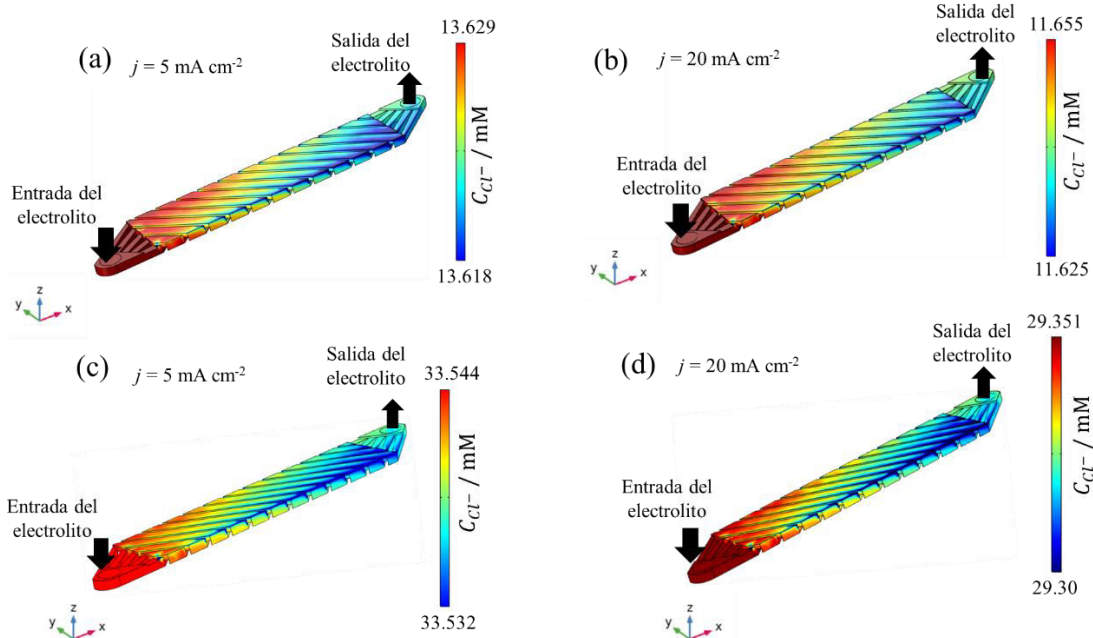 (a)
j = 5 mA cm⁻²
Salida del
electrolito
13.629
C_Cl⁻ / mM
13.618
Entrada del
electrolito
z
y
x
(b)
j = 20 mA cm⁻²
Salida del
electrolito
11.655
C_Cl⁻ / mM
11.625
Entrada del
electrolito
z
y
x
(c)
j = 5 mA cm⁻²
Salida del
electrolito
33.544
C_Cl⁻ / mM
33.532
Entrada del
electrolito
z
y
x
(d)
j = 20 mA cm⁻²
Salida del
electrolito
29.351
C_Cl⁻ / mM
29.30
Entrada del
electrolito
z
y
x